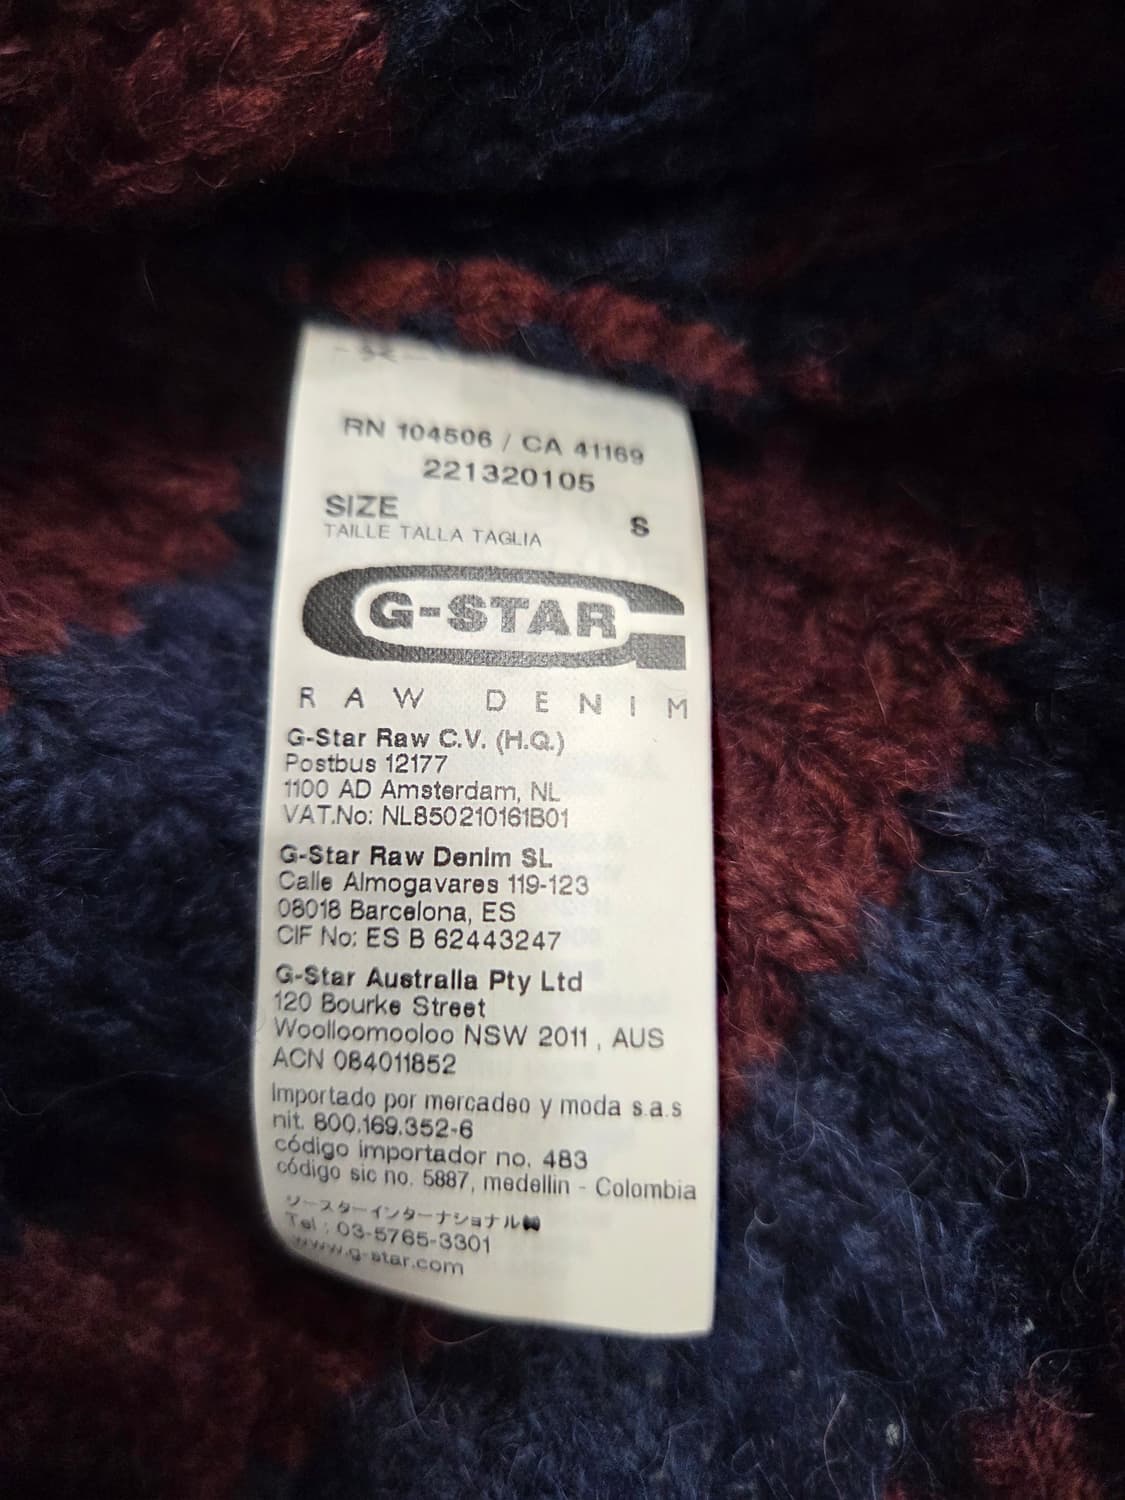 RN 104506 / CA 41169
221320105
SIZE S
TAILLE TALLA TAGLIA
G-STAR
RAW DENIM
G-Star Raw C.V. (H.Q.)
Postbus 12177
1100 AD Amsterdam, NL
VAT.No: NL850210161B01
G-Star Raw Denim SL
Calle Almogavares 119-123
08018 Barcelona, ES
CIF No: ES B 62443247
G-Star Australia Pty Ltd
120 Bourke Street
Woolloomooloo NSW 2011, AUS
ACN 084011852
Importado por mercadeo y moda s.a.s
nit. 800.169.352-6
código importador no. 483
código sic no. 5887, medellin - Colombia
ジースターインターナショナル㈱
Tel : 03-5765-3301
www.g-star.com